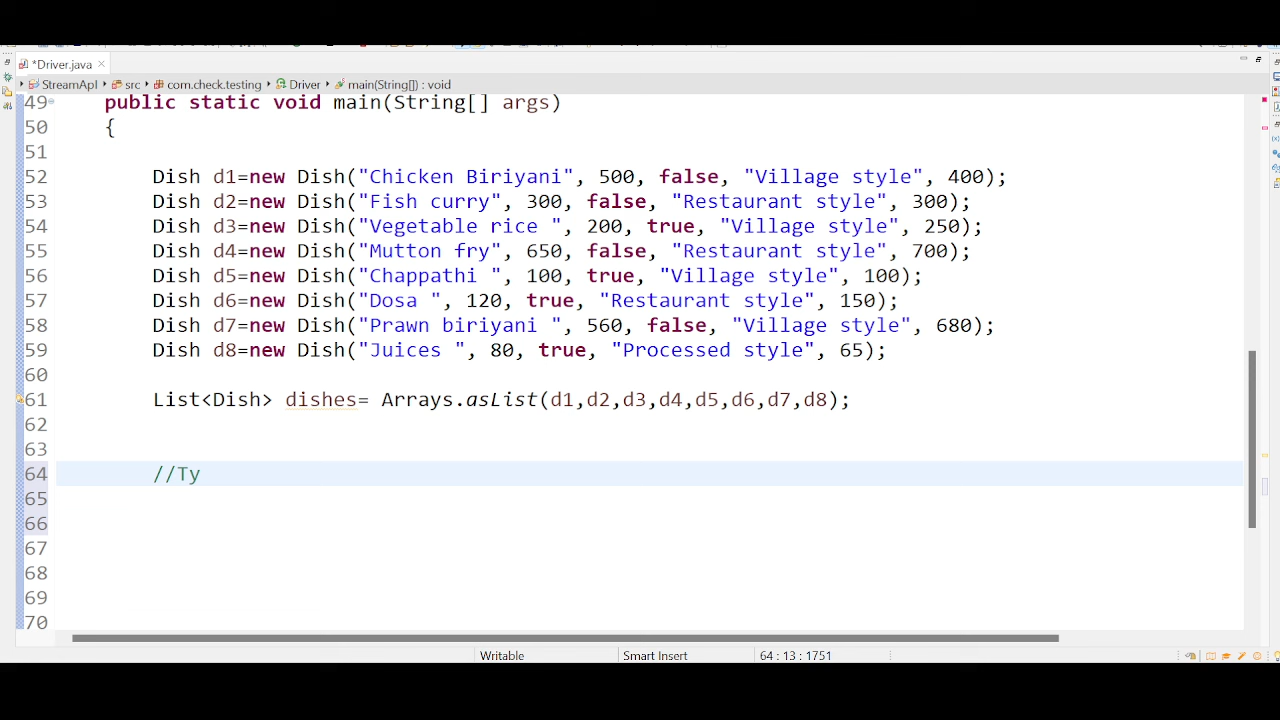 *Driver.java
StreamApI src com.check.testing Driver main(String[]) : void
49 public static void main(String[] args)
50 {
51
52 Dish d1=new Dish("Chicken Biriyani", 500, false, "Village style", 400);
53 Dish d2=new Dish("Fish curry", 300, false, "Restaurant style", 300);
54 Dish d3=new Dish("Vegetable rice ", 200, true, "Village style", 250);
55 Dish d4=new Dish("Mutton fry", 650, false, "Restaurant style", 700);
56 Dish d5=new Dish("Chappathi ", 100, true, "Village style", 100);
57 Dish d6=new Dish("Dosa ", 120, true, "Restaurant style", 150);
58 Dish d7=new Dish("Prawn biriyani ", 560, false, "Village style", 680);
59 Dish d8=new Dish("Juices ", 80, true, "Processed style", 65);
60
61 List<Dish> dishes= Arrays.asList(d1,d2,d3,d4,d5,d6,d7,d8);
62
63
64 //Ty
65
66
67
68
69
70
Writable Smart Insert 64 : 13 : 1751